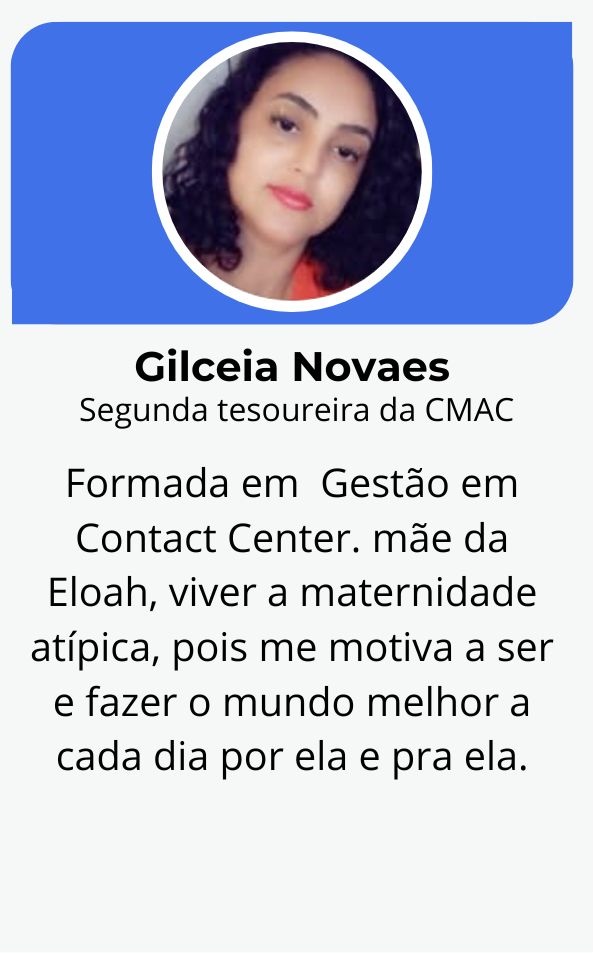 Gilceia Novaes
Segunda tesoureira da CMAC
Formada em  Gestão em
Contact Center. mãe da
Eloah, viver a maternidade
atípica, pois me motiva a ser
e fazer o mundo melhor a
cada dia por ela e pra ela.